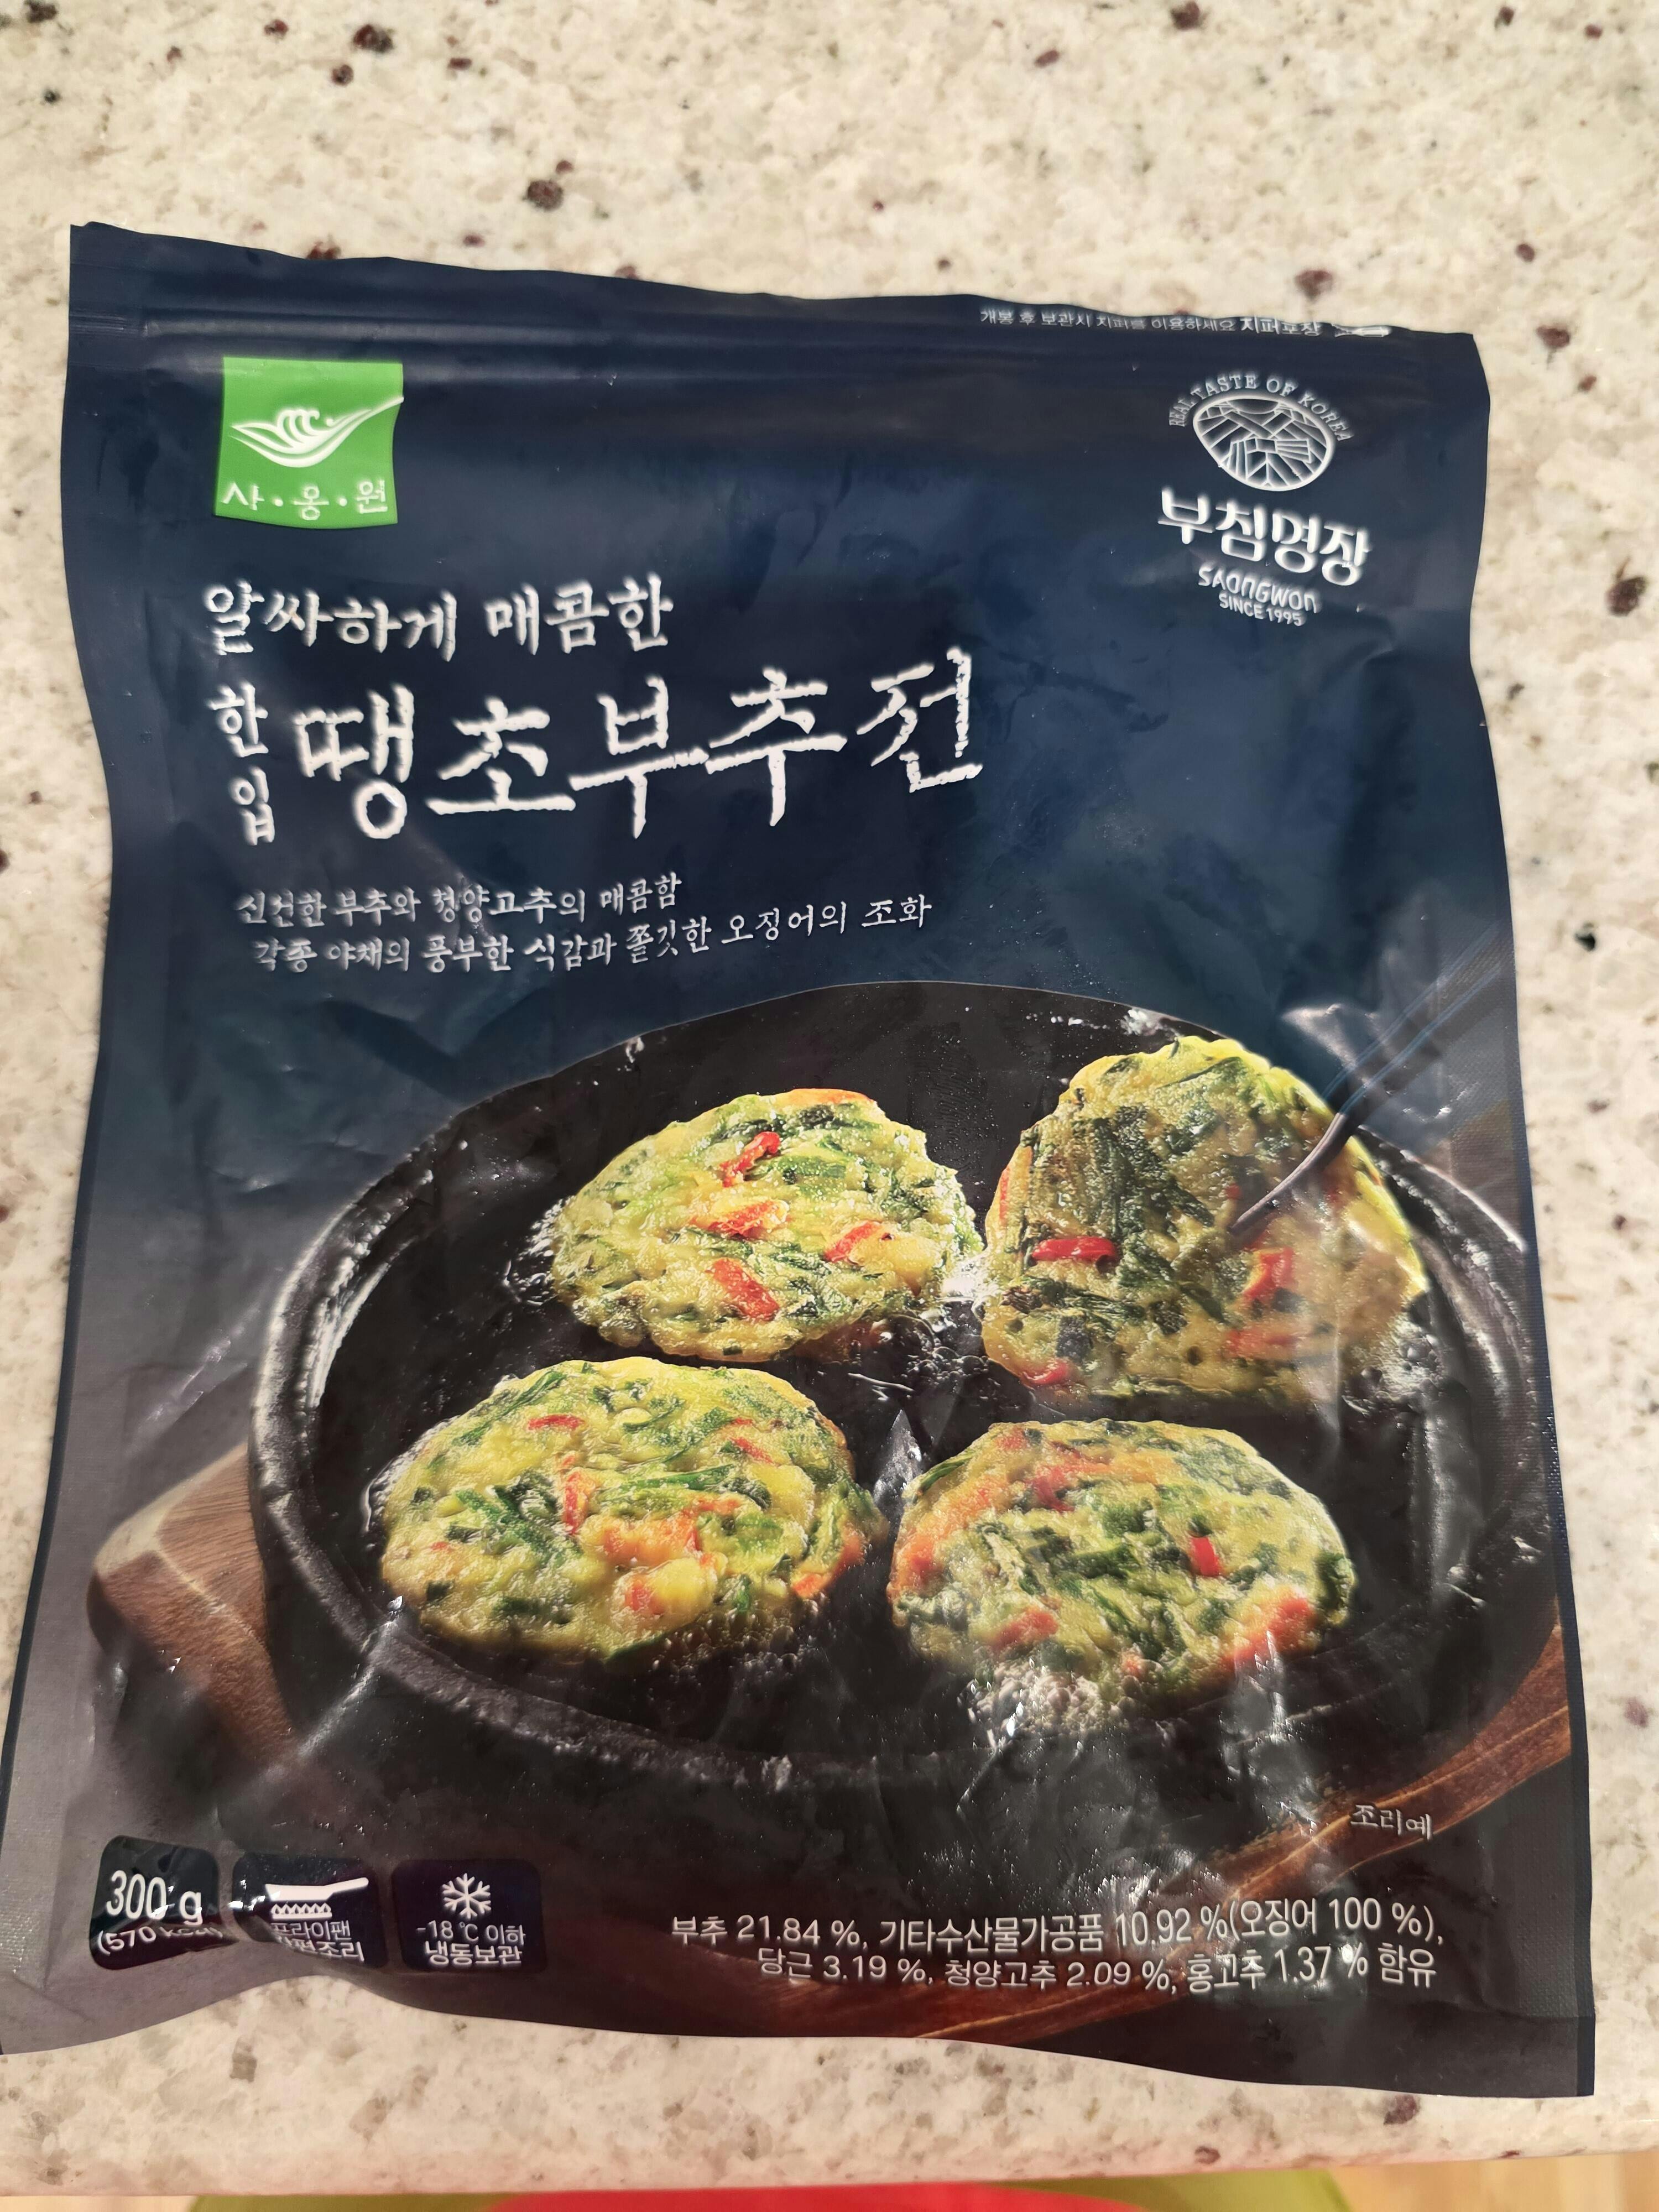 개봉 후 보관시 지퍼를 이용하세요 지퍼포장
사·옹·원
REAL TASTE OF KOREA
부침명장
SAONGWON
SINCE 1995
알싸하게 매콤한
한입 땡초부추전
신선한 부추와 청양고추의 매콤함
각종 야채의 풍부한 식감과 쫄깃한 오징어의 조화
조리예
300 g
(570 kcal)
프라이팬
조리
-18 ℃ 이하
냉동보관
부추 21.84 %, 기타수산물가공품 10.92 %(오징어 100 %),
당근 3.19 %, 청양고추 2.09 %, 홍고추 1.37 % 함유